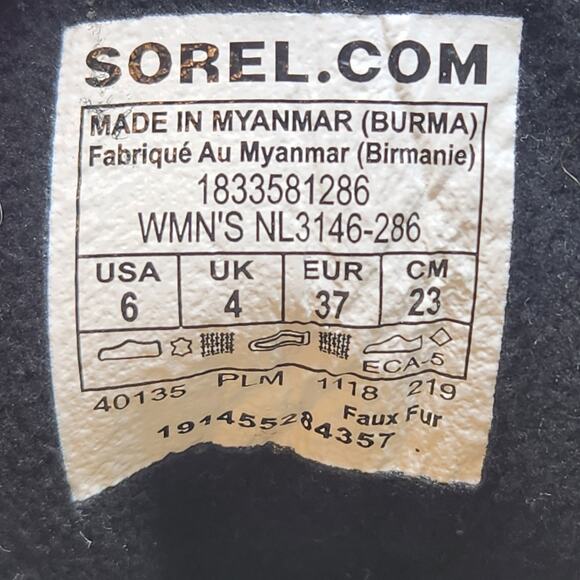 SOREL.COM
MADE IN MYANMAR (BURMA)
Fabriqué Au Myanmar (Birmanie)
1833581286
WMN'S NL3146-286
USA UK EUR CM
6 4 37 23
ECA-5
40135 PLM 1118 219
Faux Fur
191455284357